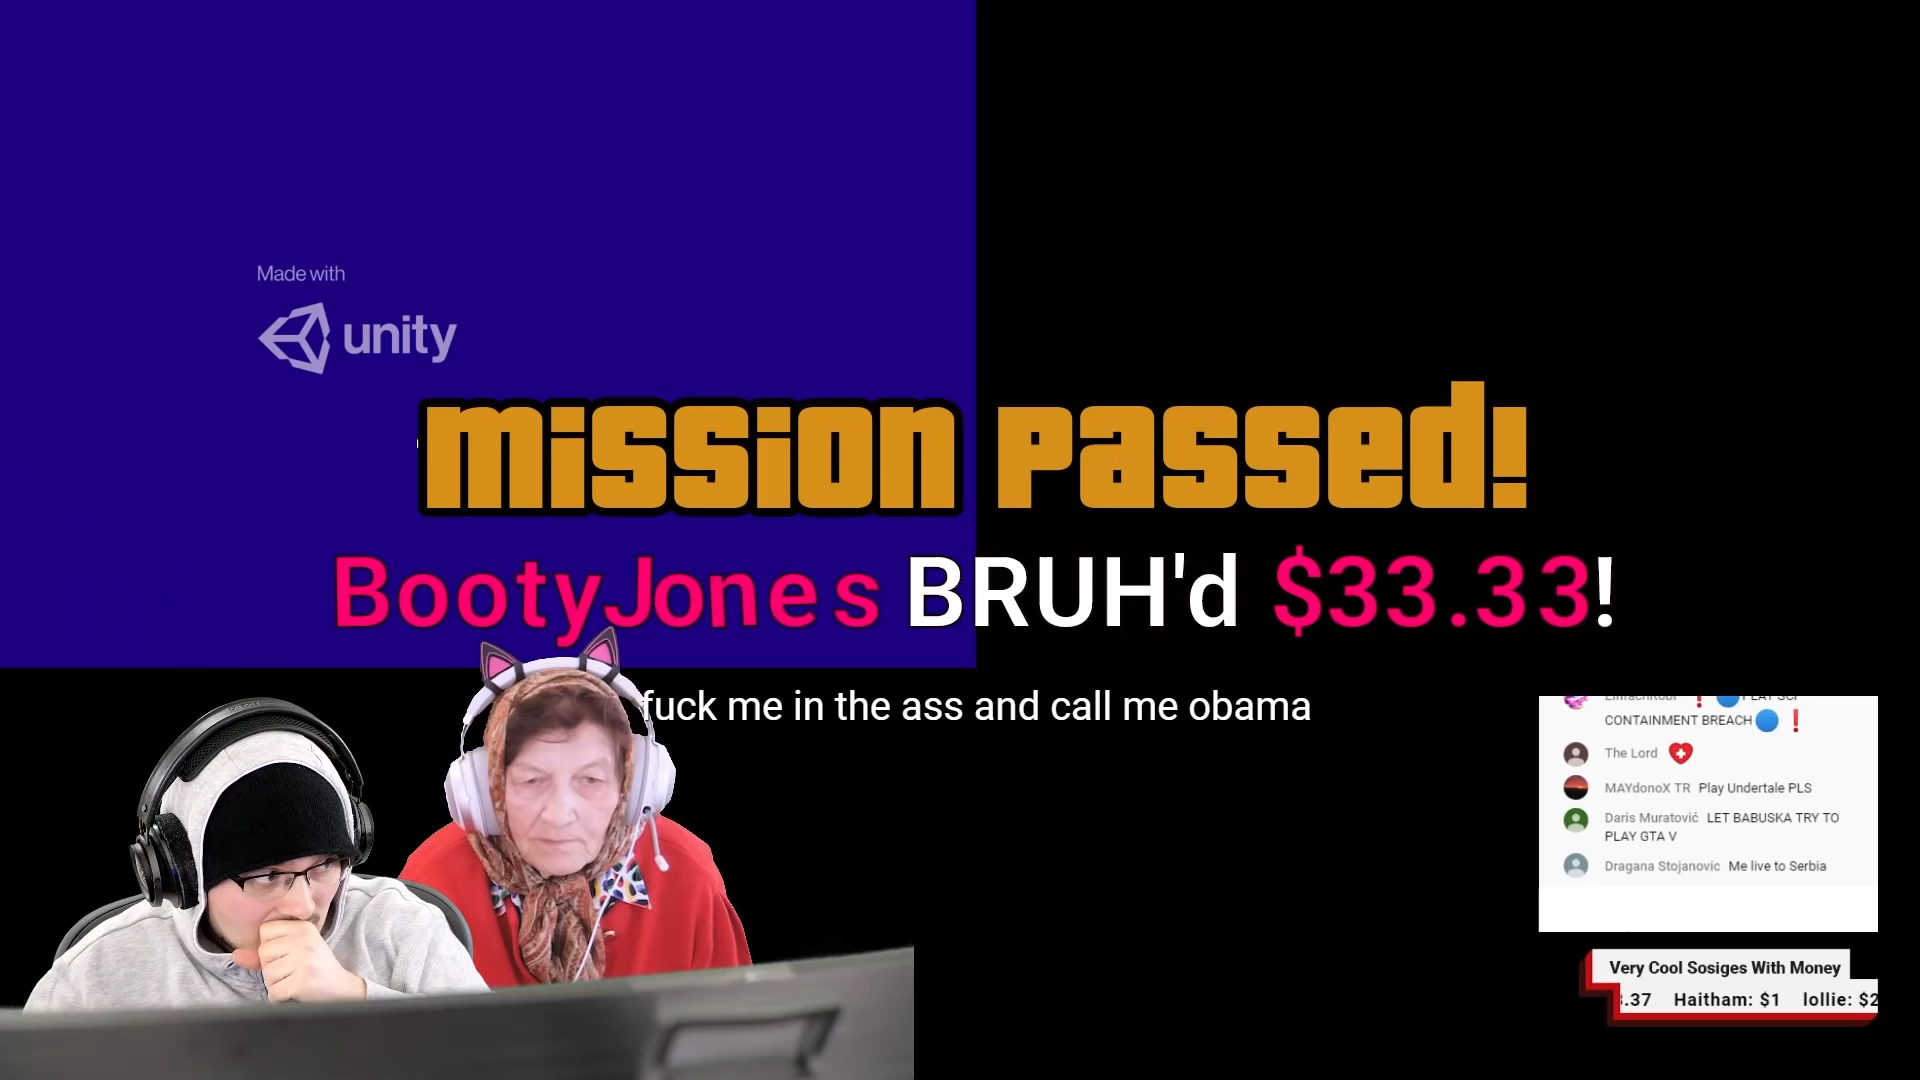 Made with
unity
mission passed!
BootyJones BRUH'd $33.33!
fuck me in the ass and call me obama
CONTAINMENT BREACH 🔵 ❗
The Lord
MAYdonoX TR Play Undertale PLS
Daris Muratović LET BABUSKA TRY TO
PLAY GTA V
Dragana Stojanovic Me live to Serbia
Very Cool Sosiges With Money
.37 Haitham: $1 lollie: $2